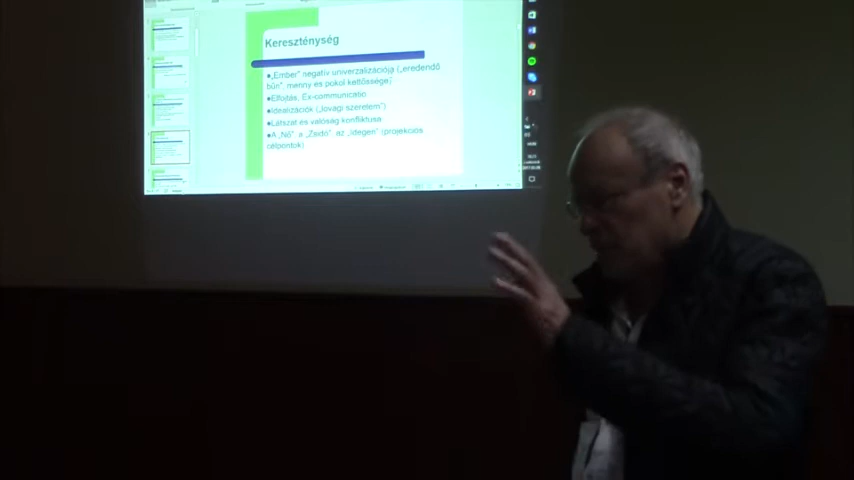 Kereszténység
„Ember” negatív univerzalizációja („eredendő
bűn”, menny és pokol kettőssége)
Elfojtás, Ex-communicatio
Idealizációk („lovagi szerelem”)
Látszat és valóság konfliktusa
A „Nő”, a „Zsidó”, az „Idegen” (projekciós
célpontok)